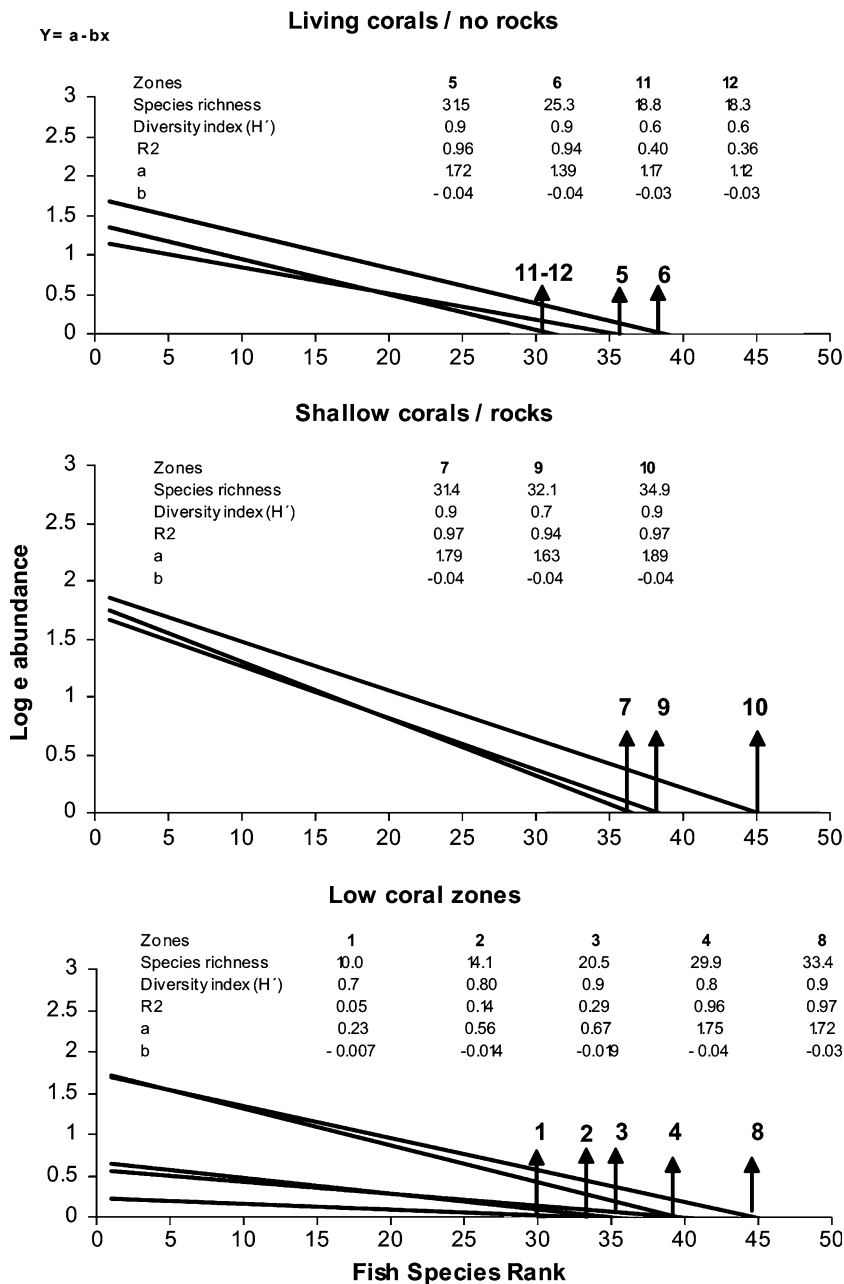 Living corals / no rocks
Y= a-bx
Zones 5 6 11 12
Species richness 31.5 25.3 18.8 18.3
Diversity index (H´) 0.9 0.9 0.6 0.6
R2 0.96 0.94 0.40 0.36
a 1.72 1.39 1.17 1.12
b - 0.04 -0.04 -0.03 -0.03
3
2.5
2
1.5
1
0.5
0
11-12 5 6
0 5 10 15 20 25 30 35 40 45 50
Shallow corals / rocks
Zones 7 9 10
Species richness 31.4 32.1 34.9
Diversity index (H´) 0.9 0.7 0.9
R2 0.97 0.94 0.97
a 1.79 1.63 1.89
b -0.04 -0.04 -0.04
3
2.5
2
1.5
1
0.5
0
7 9 10
0 5 10 15 20 25 30 35 40 45 50
Log e abundance
Low coral zones
Zones 1 2 3 4 8
Species richness 10.0 14.1 20.5 29.9 33.4
Diversity index (H´) 0.7 0.80 0.9 0.8 0.9
R2 0.05 0.14 0.29 0.96 0.97
a 0.23 0.56 0.67 1.75 1.72
b - 0.007 -0.014 -0.019 - 0.04 -0.03
3
2.5
2
1.5
1
0.5
0
1 2 3 4 8
0 5 10 15 20 25 30 35 40 45 50
Fish Species Rank